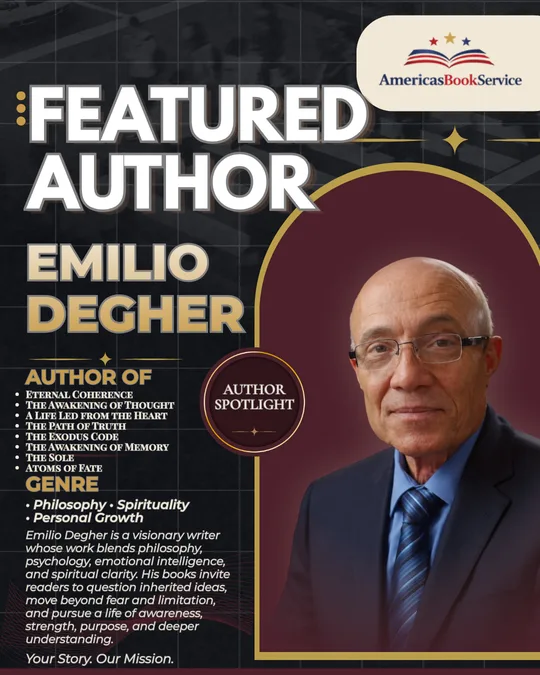 AmericasBookService
FEATURED
AUTHOR
EMILIO
DEGHER
AUTHOR OF
• Eternal Coherence
• The Awakening of Thought
• A Life Led from the Heart
• The Path of Truth
• The Exodus Code
• The Awakening of Memory
• The Sole
• Atoms of Fate
AUTHOR
SPOTLIGHT
GENRE
• Philosophy • Spirituality
• Personal Growth
Emilio Degher is a visionary writer
whose work blends philosophy,
psychology, emotional intelligence,
and spiritual clarity. His books invite
readers to question inherited ideas,
move beyond fear and limitation,
and pursue a life of awareness,
strength, purpose, and deeper
understanding.
Your Story. Our Mission.